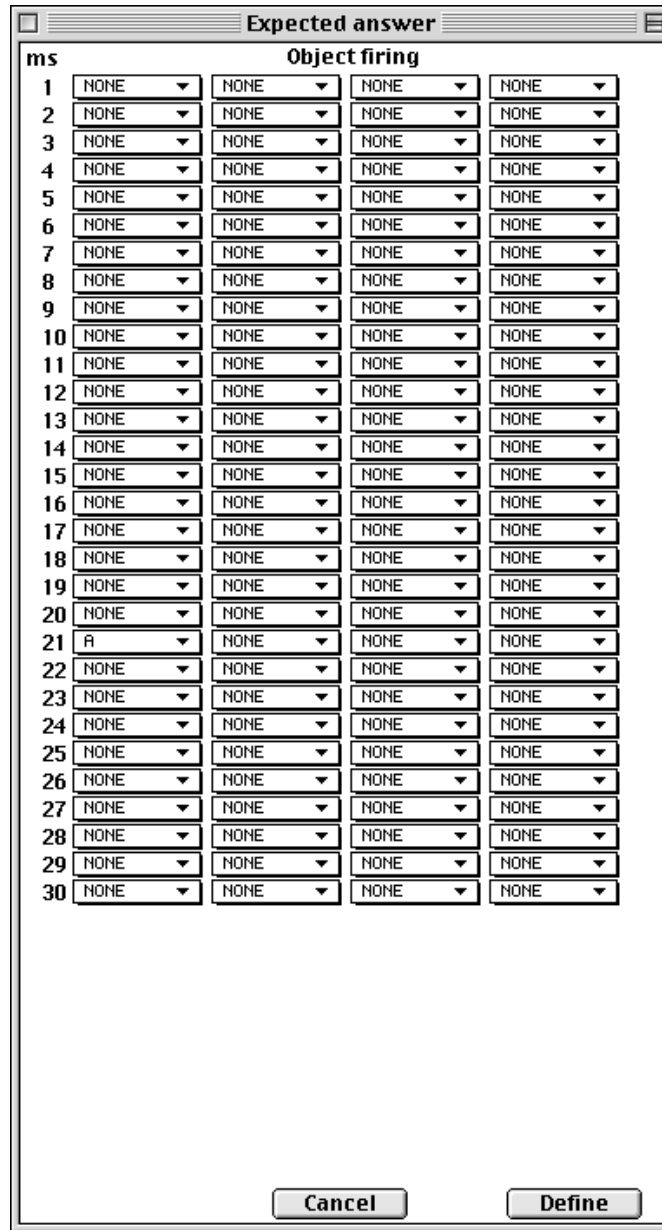 Expected answer
ms Object firing
1 NONE NONE NONE NONE
2 NONE NONE NONE NONE
3 NONE NONE NONE NONE
4 NONE NONE NONE NONE
5 NONE NONE NONE NONE
6 NONE NONE NONE NONE
7 NONE NONE NONE NONE
8 NONE NONE NONE NONE
9 NONE NONE NONE NONE
10 NONE NONE NONE NONE
11 NONE NONE NONE NONE
12 NONE NONE NONE NONE
13 NONE NONE NONE NONE
14 NONE NONE NONE NONE
15 NONE NONE NONE NONE
16 NONE NONE NONE NONE
17 NONE NONE NONE NONE
18 NONE NONE NONE NONE
19 NONE NONE NONE NONE
20 NONE NONE NONE NONE
21 A NONE NONE NONE
22 NONE NONE NONE NONE
23 NONE NONE NONE NONE
24 NONE NONE NONE NONE
25 NONE NONE NONE NONE
26 NONE NONE NONE NONE
27 NONE NONE NONE NONE
28 NONE NONE NONE NONE
29 NONE NONE NONE NONE
30 NONE NONE NONE NONE
Cancel Define